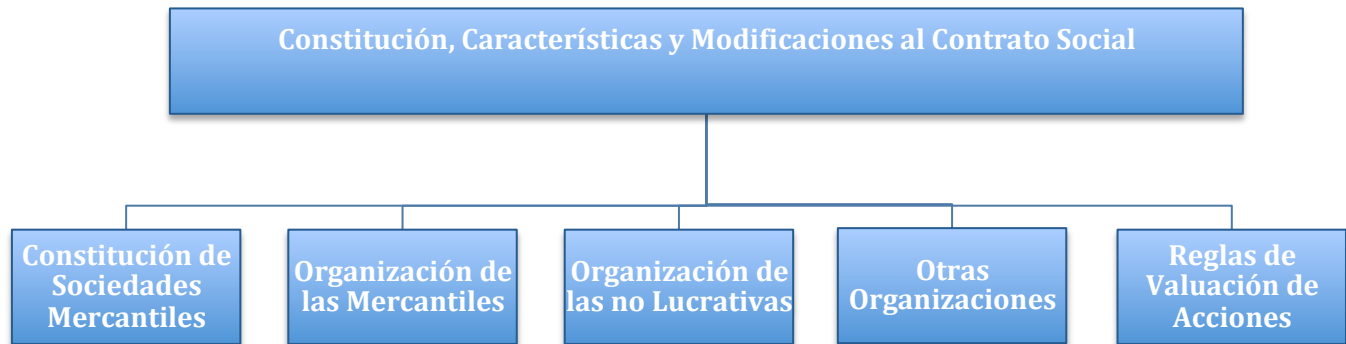 Constitución, Características y Modificaciones al Contrato Social
Constitución de
Sociedades
Mercantiles
Organización de
las Mercantiles
Organización de
las no Lucrativas
Otras
Organizaciones
Reglas de
Valuación de
Acciones